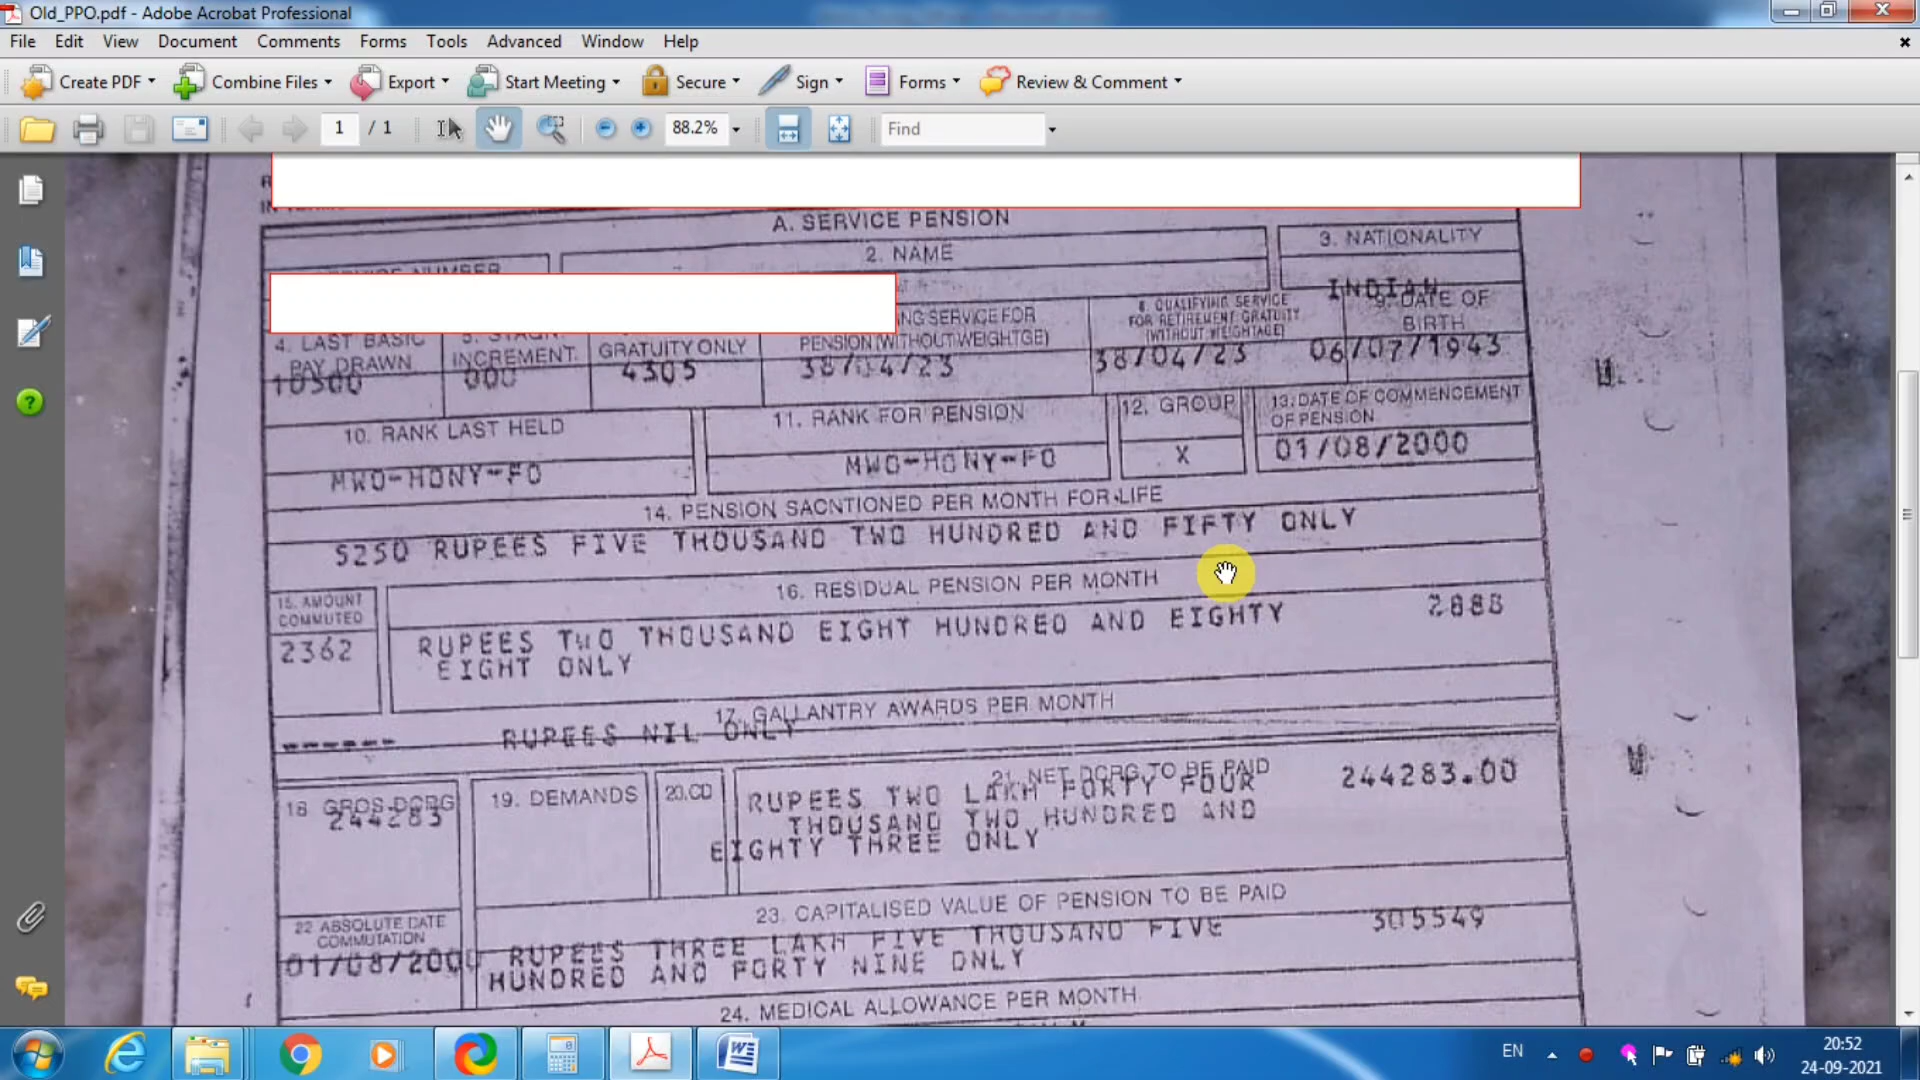 Old_PPO.pdf - Adobe Acrobat Professional
File Edit View Document Comments Forms Tools Advanced Window Help
Create PDF Combine Files Export Start Meeting Secure Sign Forms Review & Comment
1 / 1 88.2% Find
A. SERVICE PENSION
2. NAME
3. NATIONALITY
SERVICE NUMBER
INDIAN
4. LAST BASIC PAY DRAWN
10500
INCREMENT
000
GRATUITY ONLY
4305
SERVICE FOR
PENSION (WITHOUT WEIGHTGE)
38/04/23
8. QUALIFYING SERVICE
FOR RETIREMENT GRATUITY
(WITHOUT WEIGHTAGE)
38/04/23
9. DATE OF
BIRTH
06/07/1943
10. RANK LAST HELD
MWO-HONY-FO
11. RANK FOR PENSION
MWO-HONY-FO
12. GROUP
X
13. DATE OF COMMENCEMENT
OF PENSION
01/08/2000
14. PENSION SACNTIONED PER MONTH FOR LIFE
5250 RUPEES FIVE THOUSAND TWO HUNDRED AND FIFTY ONLY
15. AMOUNT
COMMUTED
2362
16. RESIDUAL PENSION PER MONTH
RUPEES TWO THOUSAND EIGHT HUNDRED AND EIGHTY 2888
EIGHT ONLY
17. GALLANTRY AWARDS PER MONTH
------ RUPEES NIL ONLY
18 GROS DCRG
244283
19. DEMANDS
20.CD
21. NET DCRG TO BE PAID
RUPEES TWO LAKH FORTY FOUR 244283.00
THOUSAND TWO HUNDRED AND
EIGHTY THREE ONLY
22 ABSOLUTE DATE
COMMUTATION
01/08/2000
23. CAPITALISED VALUE OF PENSION TO BE PAID
RUPEES THREE LAKH FIVE THOUSAND FIVE 305549
HUNDRED AND FORTY NINE ONLY
24. MEDICAL ALLOWANCE PER MONTH
EN
20:52
24-09-2021